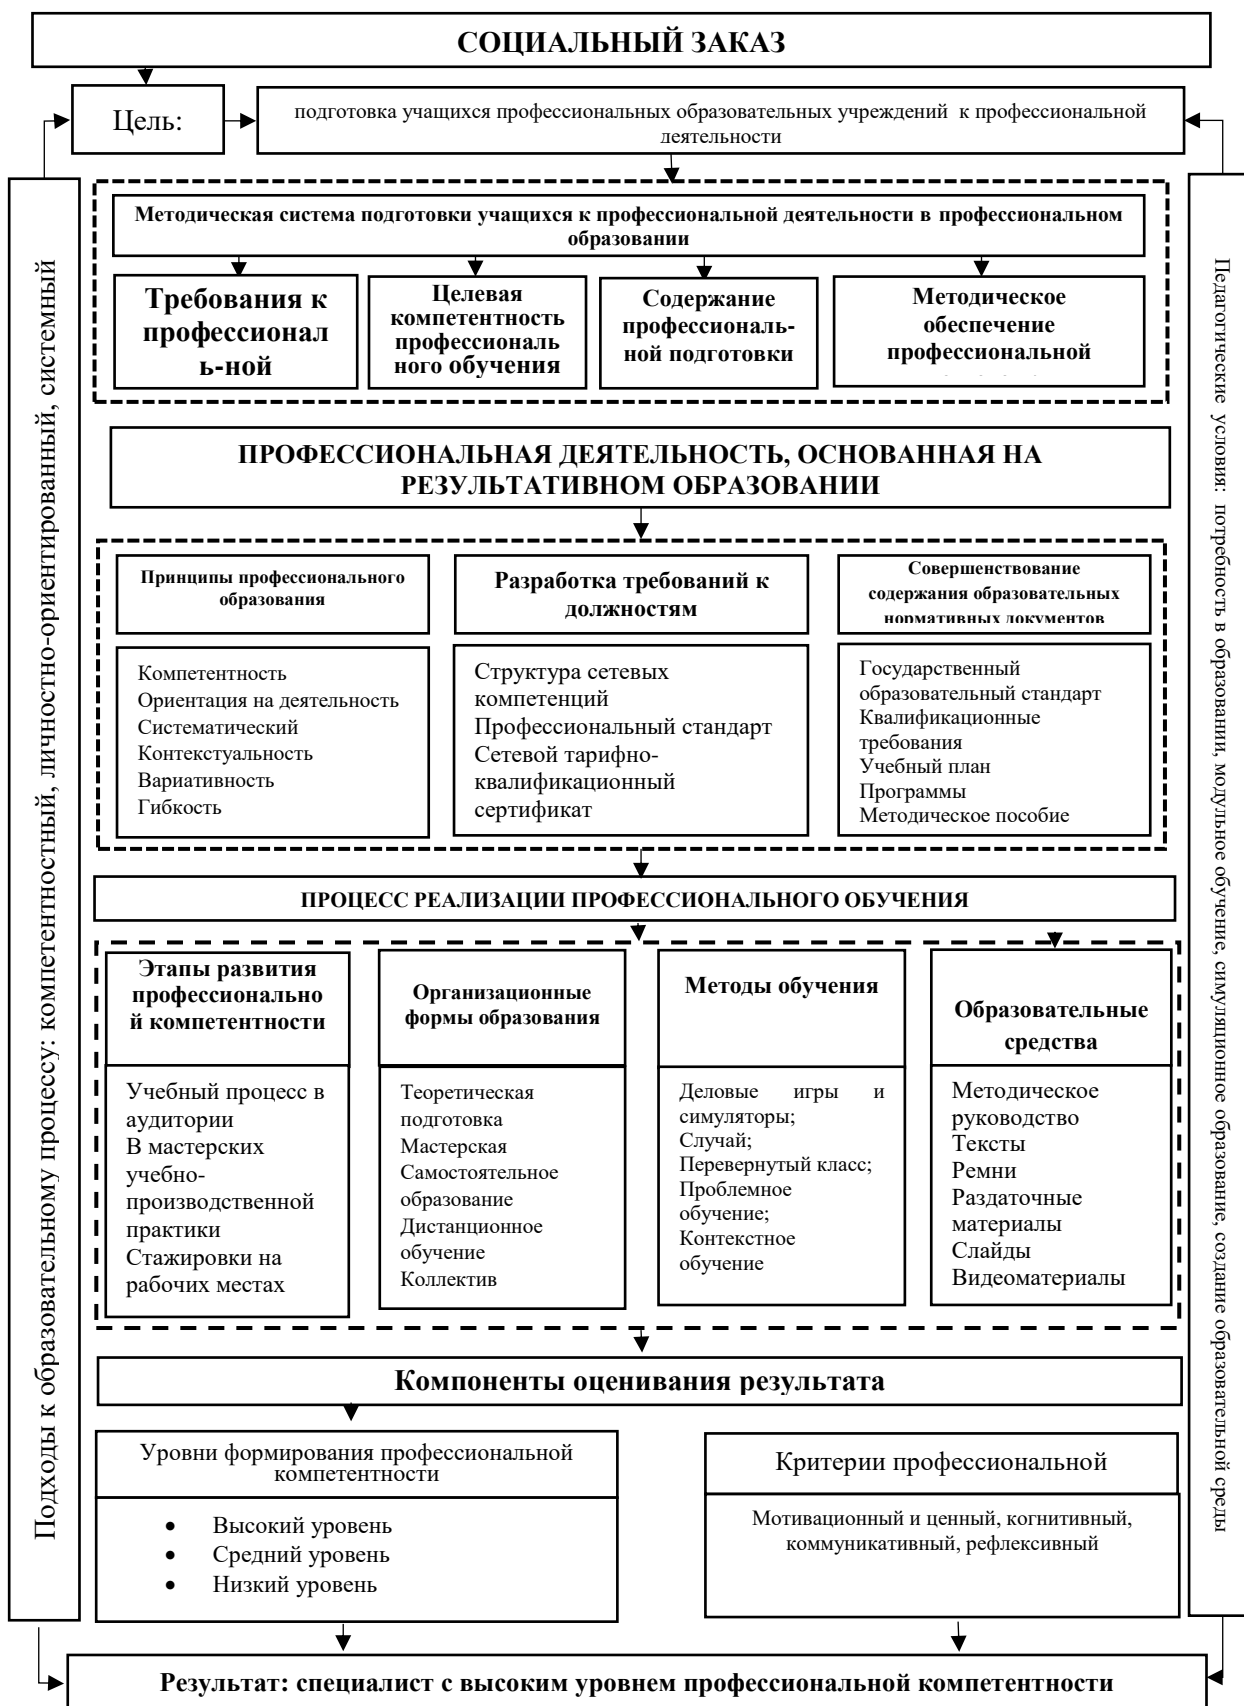 СОЦИАЛЬНЫЙ ЗАКАЗ
Цель:
подготовка учащихся профессиональных образовательных учреждений к профессиональной
деятельности
Подходы к образовательному процессу: компетентностный, личностно-ориентированный, системный
Педагогические условия: потребность в образовании, модульное обучение, симуляционное образование, создание образовательной среды
Методическая система подготовки учащихся к профессиональной деятельности в профессиональном
образовании
Требования к
профессионал
ь-ной
Целевая
компетентность
профессиональ
ного обучения
Содержание
профессиональ-
ной подготовки
Методическое
обеспечение
профессиональной
ПРОФЕССИОНАЛЬНАЯ ДЕЯТЕЛЬНОСТЬ, ОСНОВАННАЯ НА
РЕЗУЛЬТАТИВНОМ ОБРАЗОВАНИИ
Принципы профессионального
образования
Компетентность
Ориентация на деятельность
Систематический
Контекстуальность
Вариативность
Гибкость
Разработка требований к
должностям
Структура сетевых
компетенций
Профессиональный стандарт
Сетевой тарифно-
квалификационный
сертификат
Совершенствование
содержания образовательных
нормативных документов
Государственный
образовательный стандарт
Квалификационные
требования
Учебный план
Программы
Методическое пособие
ПРОЦЕСС РЕАЛИЗАЦИИ ПРОФЕССИОНАЛЬНОГО ОБУЧЕНИЯ
Этапы развития
профессионально
й компетентности
Учебный процесс в
аудитории
В мастерских
учебно-
производственной
практики
Стажировки на
рабочих местах
Организационные
формы образования
Теоретическая
подготовка
Мастерская
Самостоятельное
образование
Дистанционное
обучение
Коллектив
Методы обучения
Деловые игры и
симуляторы;
Случай;
Перевернутый класс;
Проблемное
обучение;
Контекстное
обучение
Образовательные
средства
Методическое
руководство
Тексты
Ремни
Раздаточные
материалы
Слайды
Видеоматериалы
Компоненты оценивания результата
Уровни формирования профессиональной
компетентности
• Высокий уровень
• Средний уровень
• Низкий уровень
Критерии профессиональной
Мотивационный и ценный, когнитивный,
коммуникативный, рефлексивный
Результат: специалист с высоким уровнем профессиональной компетентности